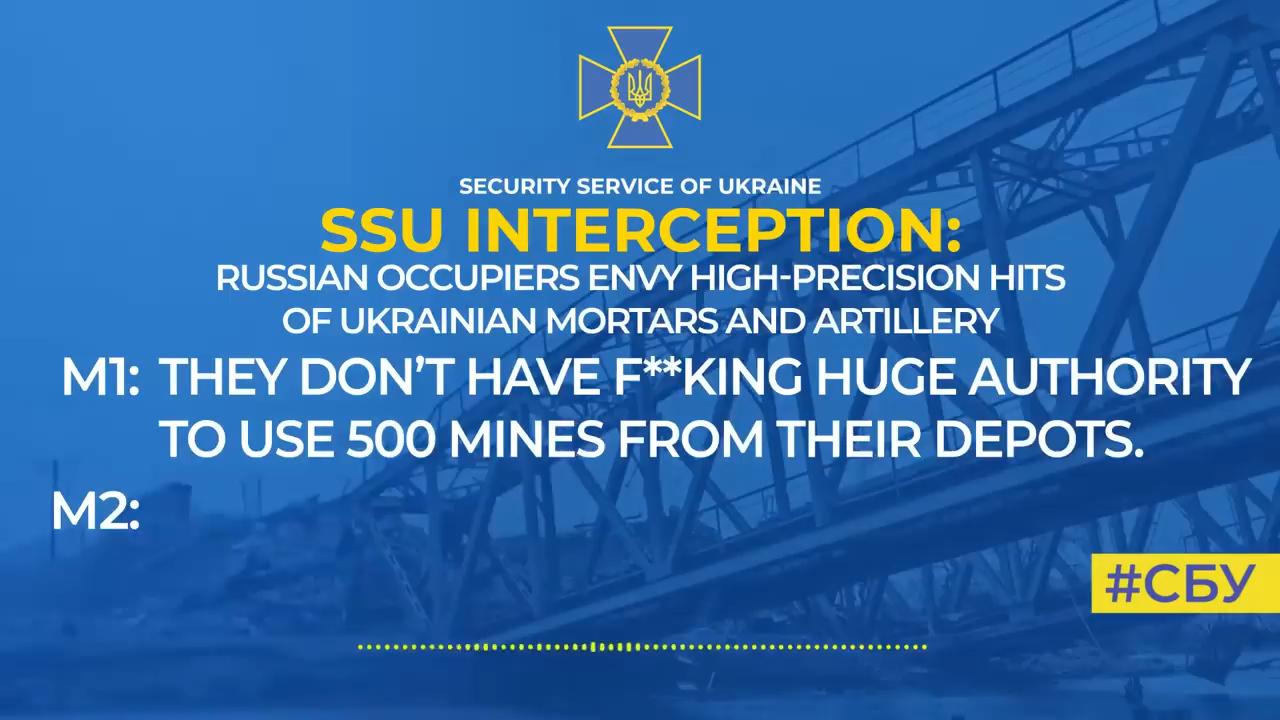 SECURITY SERVICE OF UKRAINE
SSU INTERCEPTION:
RUSSIAN OCCUPIERS ENVY HIGH-PRECISION HITS
OF UKRAINIAN MORTARS AND ARTILLERY
M1: THEY DON'T HAVE F**KING HUGE AUTHORITY
TO USE 500 MINES FROM THEIR DEPOTS.
M2:
#СБУ